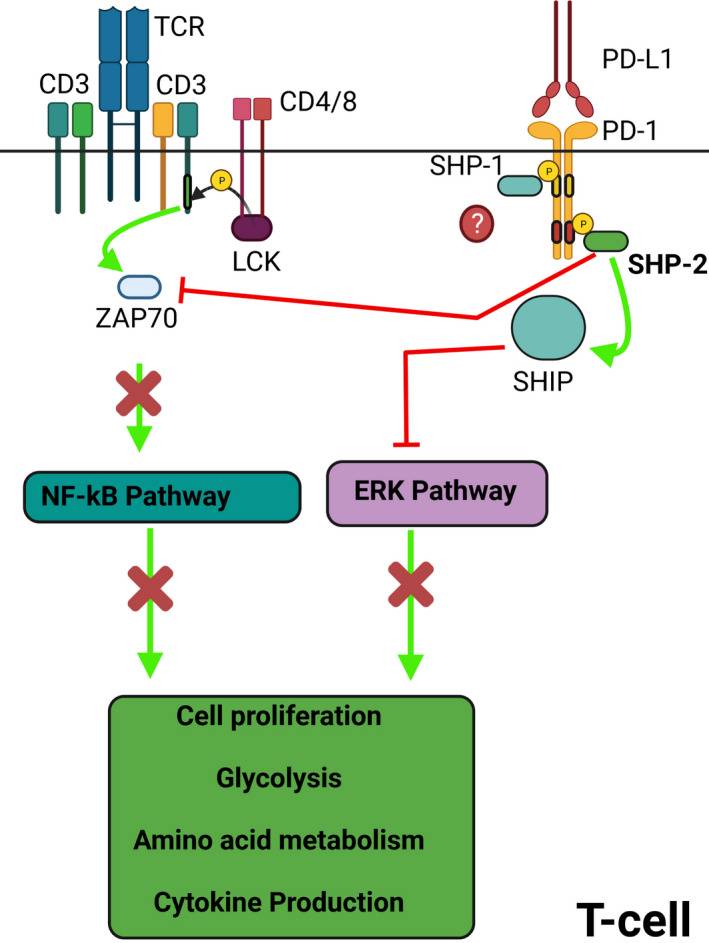 TCR
PD-L1
CD3
CD3
CD4/8
PD-1
SHP-1
P
P
?
P
LCK
SHP-2
ZAP70
SHIP
NF-kB Pathway
ERK Pathway
Cell proliferation
Glycolysis
Amino acid metabolism
Cytokine Production
T-cell